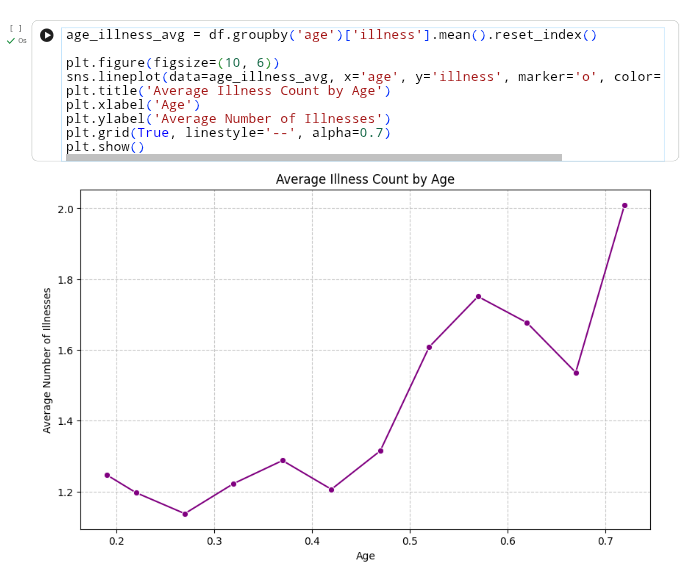 [ ]
0s
age_illness_avg = df.groupby('age')['illness'].mean().reset_index()
plt.figure(figsize=(10, 6))
sns.lineplot(data=age_illness_avg, x='age', y='illness', marker='o', color=
plt.title('Average Illness Count by Age')
plt.xlabel('Age')
plt.ylabel('Average Number of Illnesses')
plt.grid(True, linestyle='--', alpha=0.7)
plt.show()
Average Illness Count by Age
Average Number of Illnesses
2.0
1.8
1.6
1.4
1.2
0.2 0.3 0.4 0.5 0.6 0.7
Age